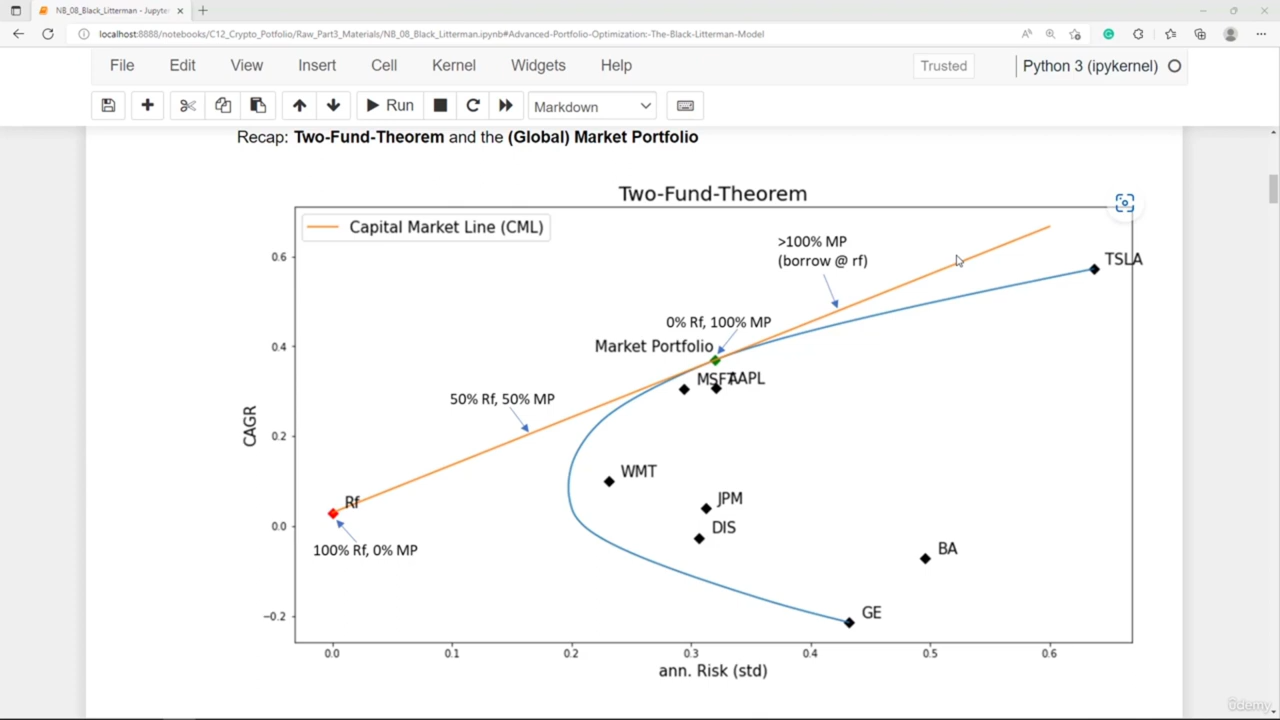 NB_08_Black_Litterman - Jupyte
localhost:8888/notebooks/C12_Crypto_Potfolio/Raw_Part3_Materials/NB_08_Black_Litterman.ipynb#Advanced-Portfolio-Optimization:-The-Black-Litterman-Model
File Edit View Insert Cell Kernel Widgets Help Trusted Python 3 (ipykernel)
Run Markdown
Recap: Two-Fund-Theorem and the (Global) Market Portfolio
Two-Fund-Theorem
Capital Market Line (CML)
>100% MP
(borrow @ rf)
TSLA
0% Rf, 100% MP
Market Portfolio
MSFT AAPL
50% Rf, 50% MP
WMT
Rf
JPM
DIS
100% Rf, 0% MP
BA
GE
CAGR
0.6
0.4
0.2
0.0
−0.2
0.0 0.1 0.2 0.3 0.4 0.5 0.6
ann. Risk (std)
ûdemy